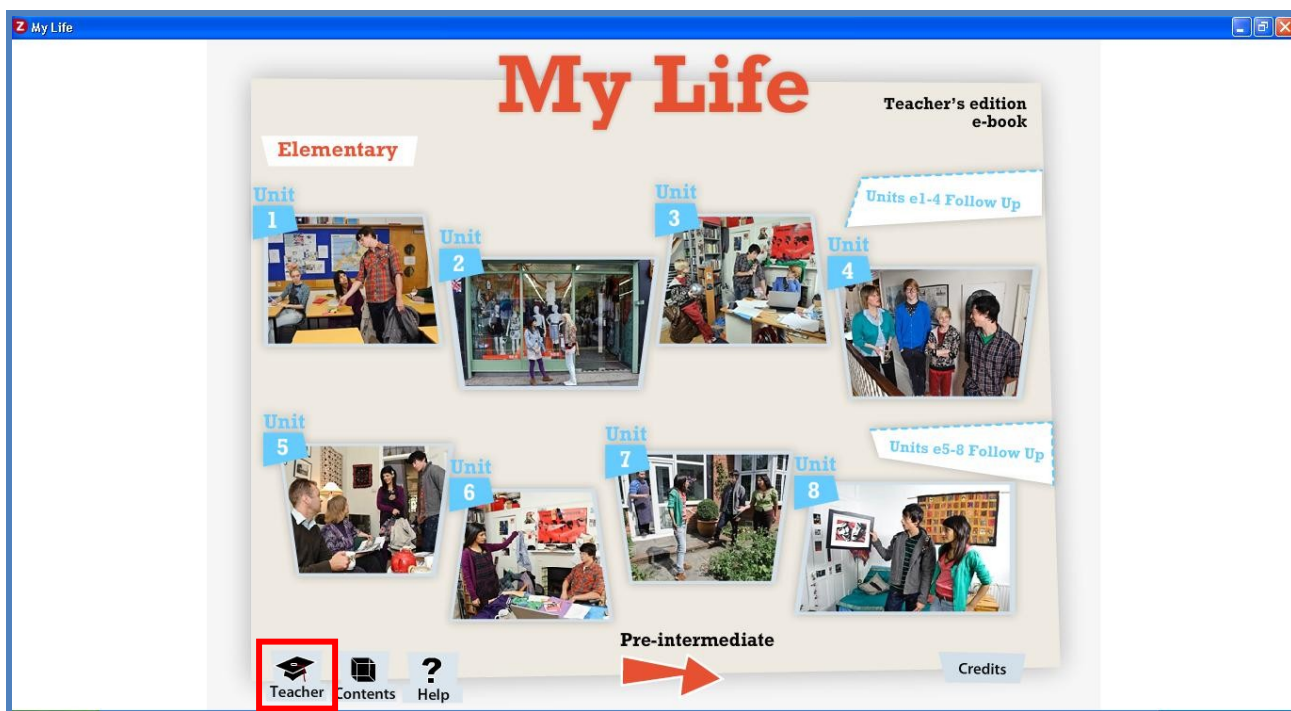 Z My Life
My Life
Teacher's edition
e-book
Elementary
Unit
1
Unit
2
Unit
3
Units e1-4 Follow Up
Unit
4
Unit
5
Unit
6
Unit
7
Units e5-8 Follow Up
Unit
8
Pre-intermediate
Teacher
Contents
?
Help
Credits